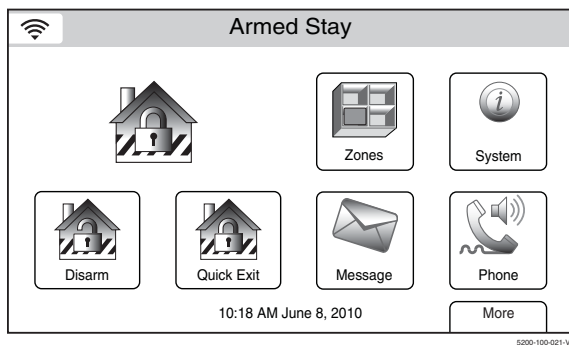 Armed Stay
Zones
System
Disarm
Quick Exit
Message
Phone
10:18 AM June 8, 2010
More
5200-100-021-V